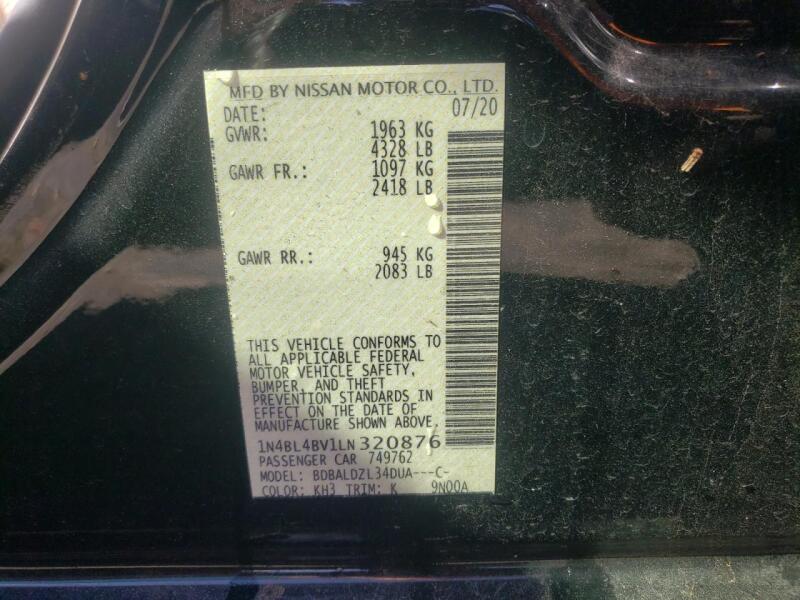 MFD BY NISSAN MOTOR CO., LTD.
DATE: 07/20
GVWR: 1963 KG
4328 LB
GAWR FR.: 1097 KG
2418 LB
GAWR RR.: 945 KG
2083 LB
THIS VEHICLE CONFORMS TO
ALL APPLICABLE FEDERAL
MOTOR VEHICLE SAFETY,
BUMPER, AND THEFT
PREVENTION STANDARDS IN
EFFECT ON THE DATE OF
MANUFACTURE SHOWN ABOVE.
1N4BL4BV1LN320876
PASSENGER CAR 749762
MODEL: BDBALDZL34DUA---C-
COLOR: KH3 TRIM: K 9N00A